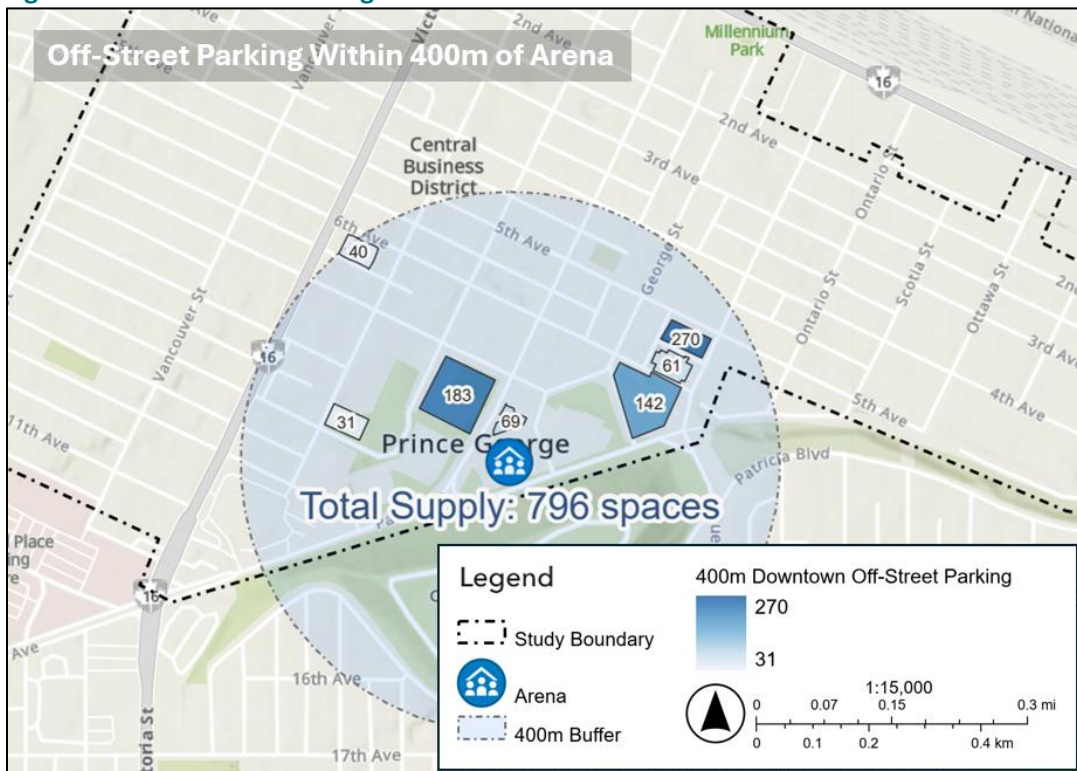 Off-Street Parking Within 400m of Arena
Millennium
Park
2nd Ave
16
Central
Business
District
2nd Ave
3rd Ave
Ontario St
6th Ave
5th Ave
George St
40
Vancouver St
16
Ontario St
Scotia St
Ottawa St
270
61
3rd Ave
183
142
4th Ave
31
69
5th Ave
11th Ave
Prince George
Patricia Blvd
Total Supply: 796 spaces
Place
16
Ave
16th Ave
17th Ave
Legend
Study Boundary
Arena
400m Buffer
400m Downtown Off-Street Parking
270
31
1:15,000
0 0.07 0.15 0.3 mi
0 0.1 0.2 0.4 km